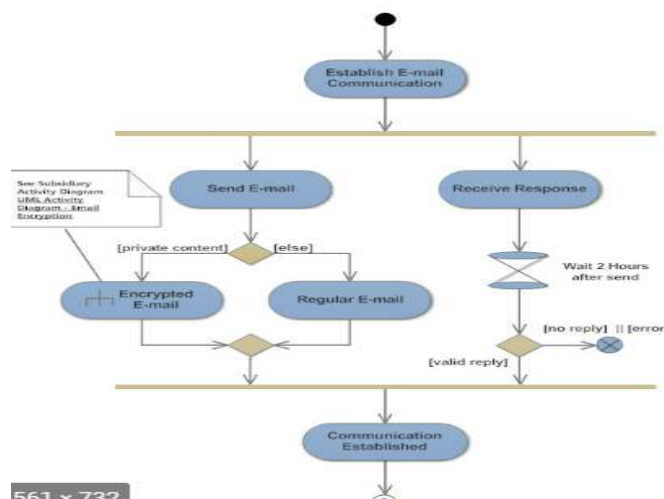 Establish E-mail
Communication
Send E-mail
Receive Response
See Subsidiary
Activity Diagram
UML Activity
Diagram - Email
Encryption
[private content]
[else]
Encrypted
E-mail
Regular E-mail
Wait 2 Hours
after send
[no reply] || [error
[valid reply]
Communication
Established
561 × 732